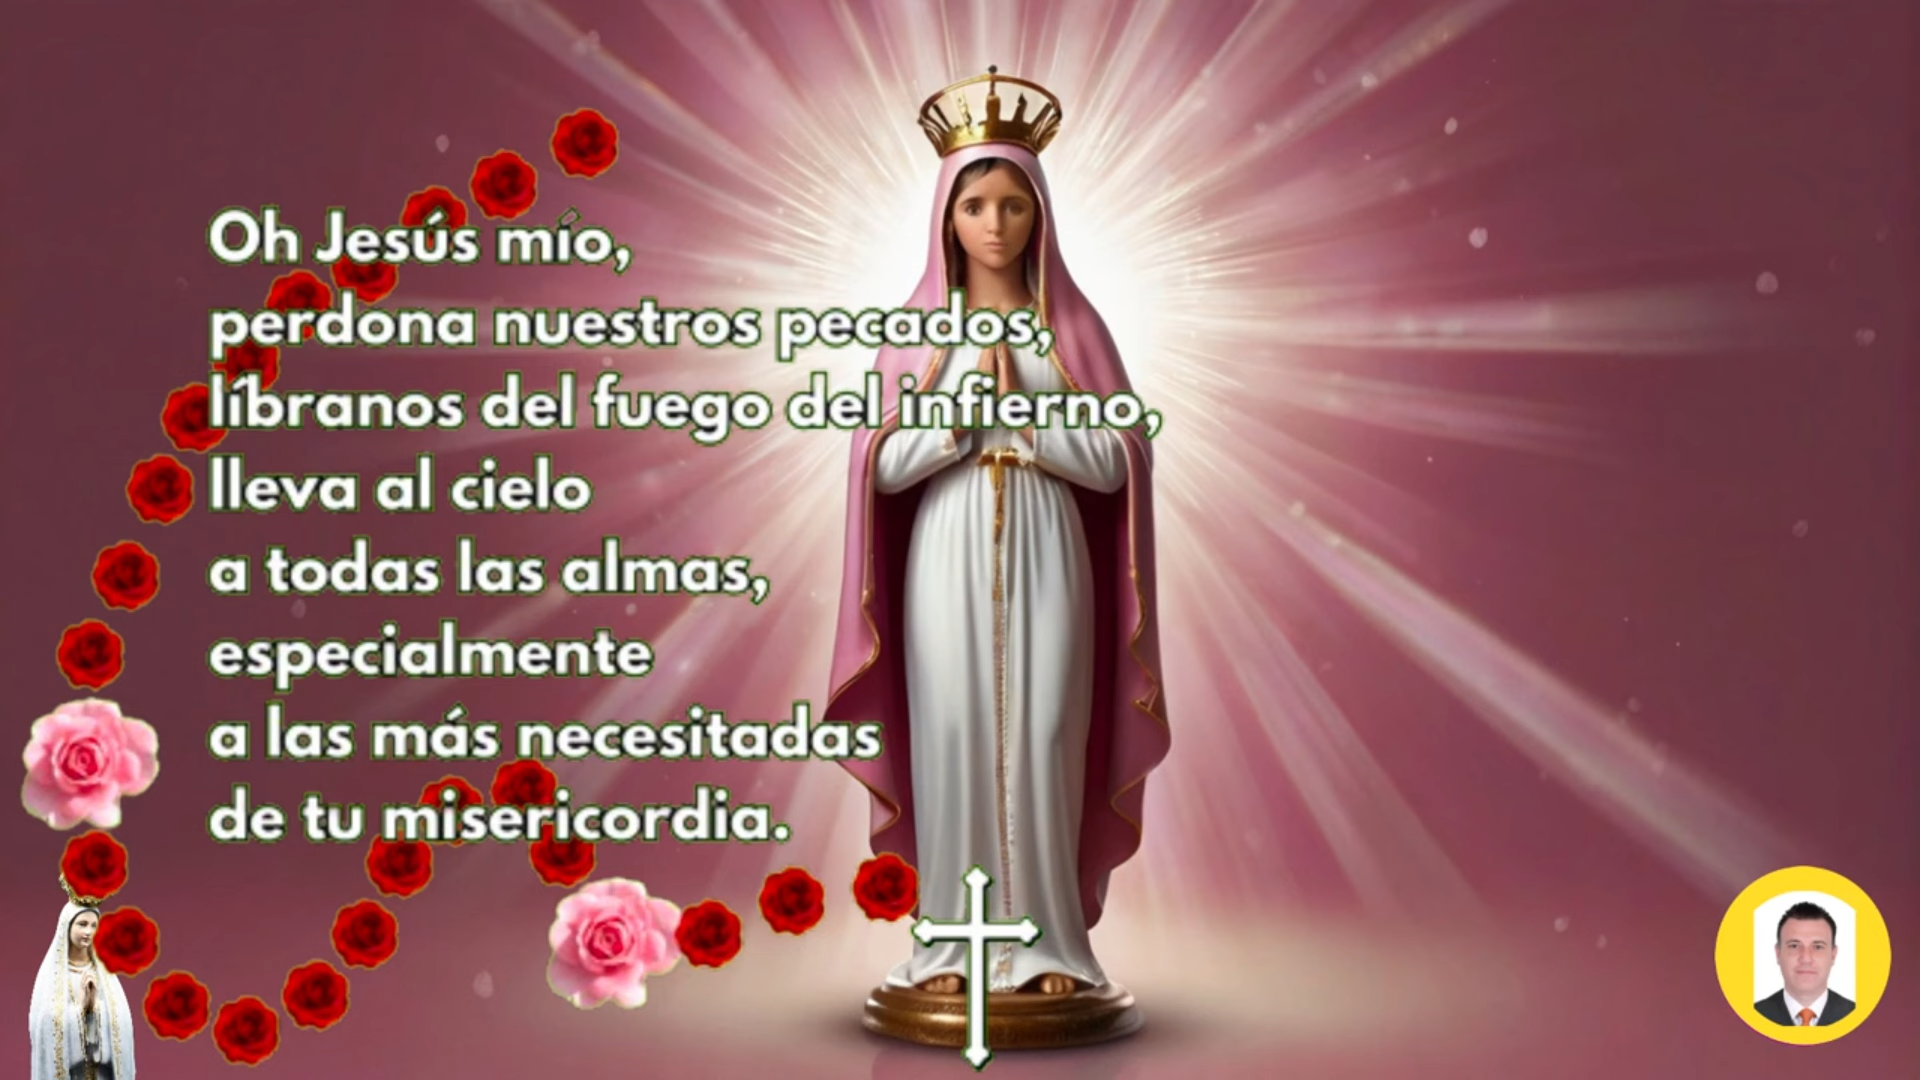 Oh Jesús mío,
perdona nuestros pecados,
líbranos del fuego del infierno,
lleva al cielo
a todas las almas,
especialmente
a las más necesitadas
de tu misericordia.